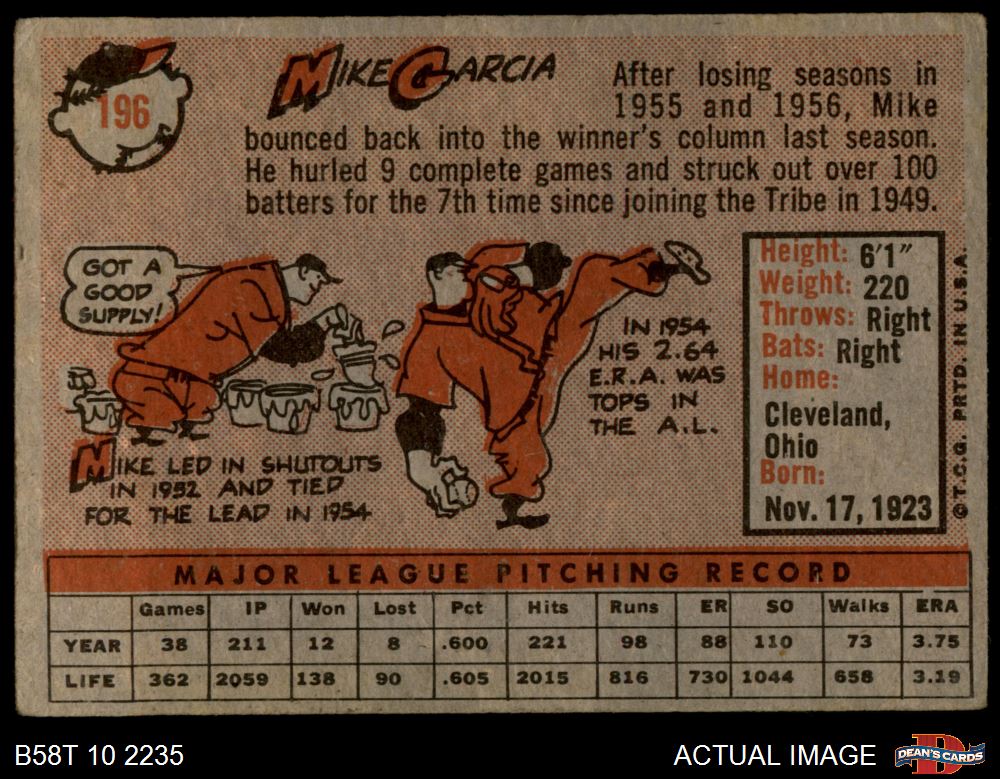 196
MIKE GARCIA
After losing seasons in
1955 and 1956, Mike
bounced back into the winner's column last season.
He hurled 9 complete games and struck out over 100
batters for the 7th time since joining the Tribe in 1949.
GOT A
GOOD
SUPPLY!
MIKE LED IN SHUTOUTS
IN 1952 AND TIED
FOR THE LEAD IN 1954
IN 1954
HIS 2.64
E.R.A. WAS
TOPS IN
THE A.L.
Height: 6'1"
Weight: 220
Throws: Right
Bats: Right
Home:
Cleveland,
Ohio
Born:
Nov. 17, 1923
©T.C.G. PRTD. IN U.S.A.
MAJOR LEAGUE PITCHING RECORD
Games IP Won Lost Pct Hits Runs ER SO Walks ERA
YEAR 38 211 12 8 .600 221 98 88 110 73 3.75
LIFE 362 2059 138 90 .605 2015 816 730 1044 658 3.19
B58T 10 2235
ACTUAL IMAGE
DEAN'S CARDS